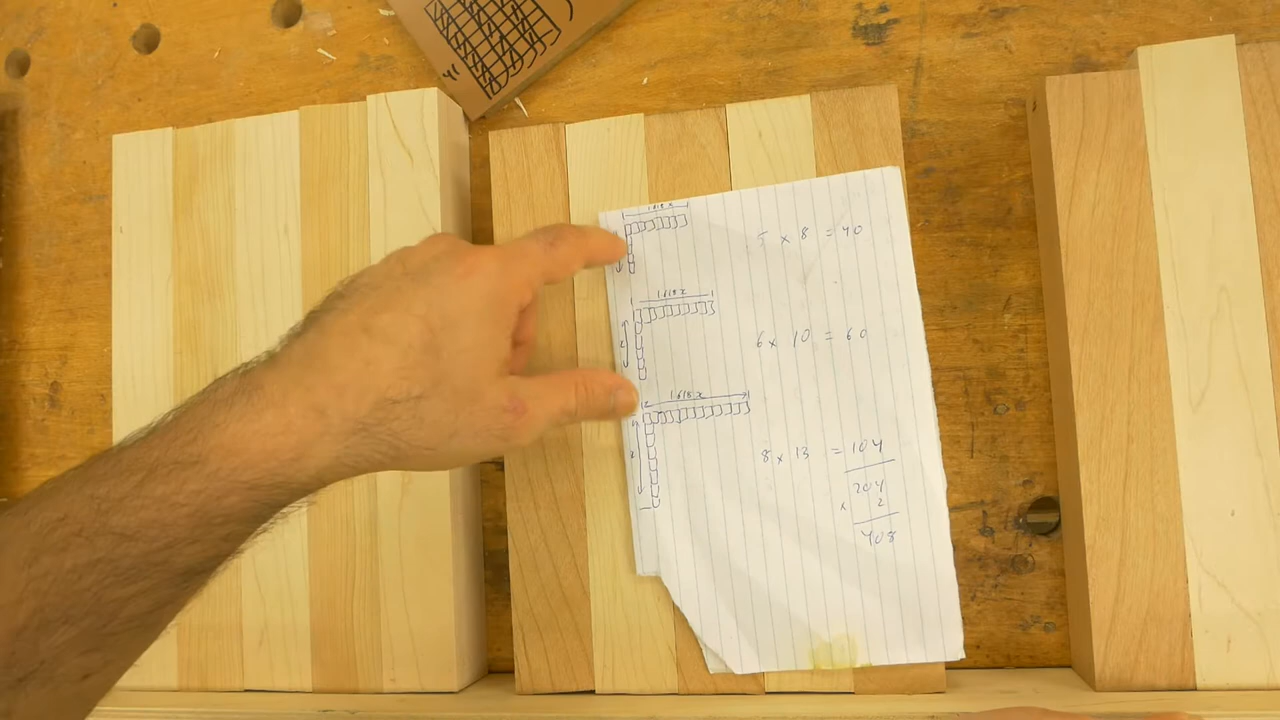 1.618 x
5 x 8 = 40
1.618 x
x
6 x 10 = 60
1.618 x
x
8 x 13 = 104
204
x 2
408